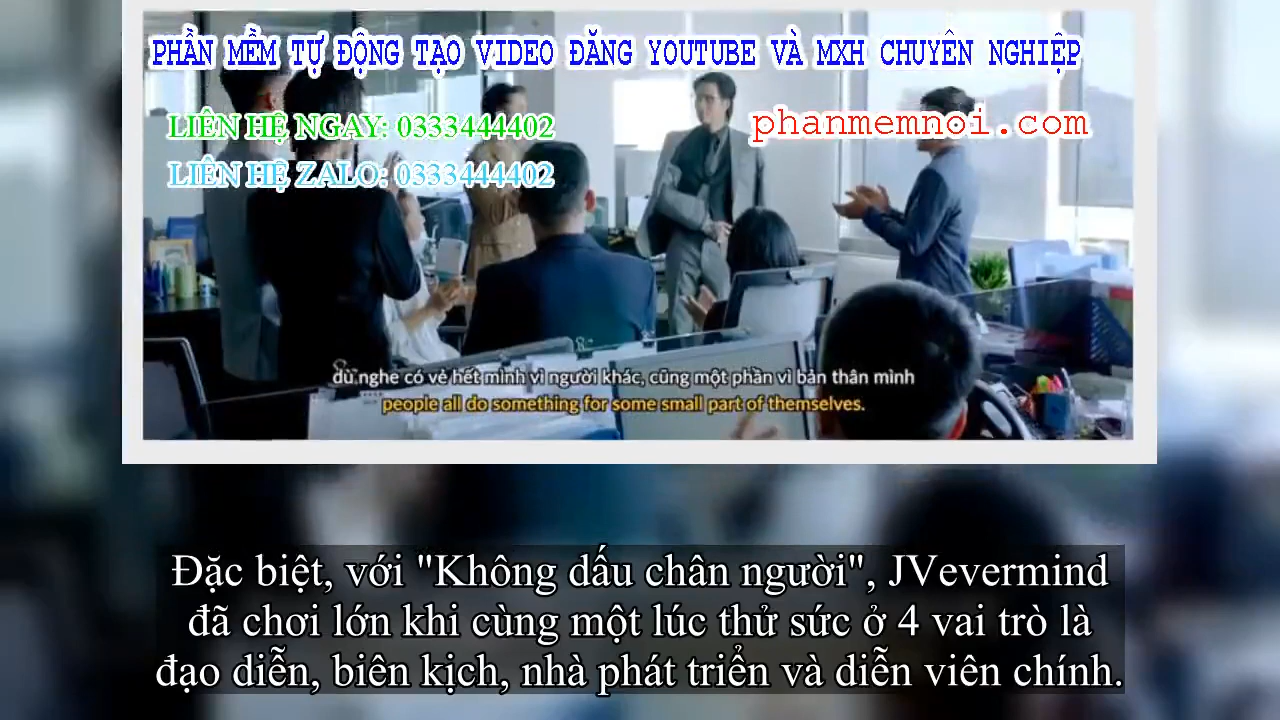 PHẦN MỀM TỰ ĐỘNG TẠO VIDEO ĐĂNG YOUTUBE VÀ MXH CHUYÊN NGHIỆP
LIÊN HỆ NGAY: 0333444402
phanmemnoi.com
LIÊN HỆ ZALO: 0333444402
dù nghe có vẻ hết mình vì người khác, cũng một phần vì bản thân mình
people all do something for some small part of themselves.
Đặc biệt, với "Không dấu chân người", JVevermind
đã chơi lớn khi cùng một lúc thử sức ở 4 vai trò là
đạo diễn, biên kịch, nhà phát triển và diễn viên chính.